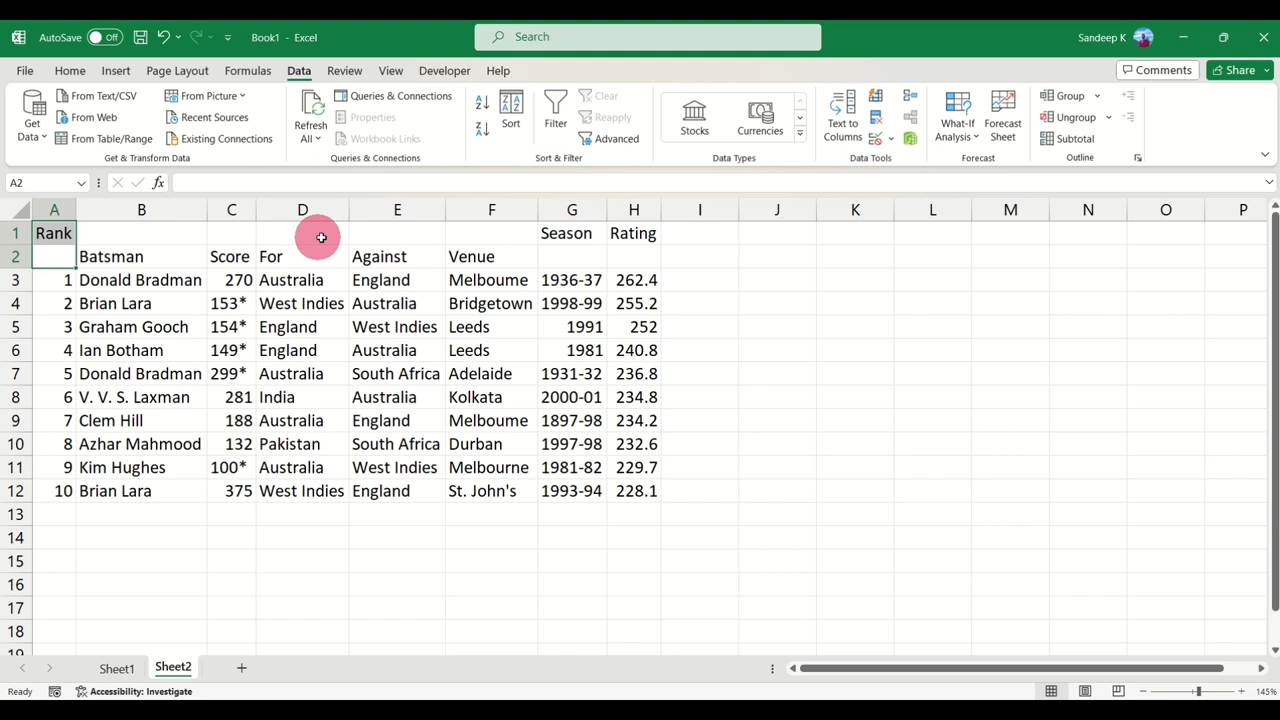 AutoSave Off Book1 - Excel Search Sandeep K
File Home Insert Page Layout Formulas Data Review View Developer Help Comments Share
Get Data From Text/CSV From Web From Table/Range From Picture Recent Sources Existing Connections
Refresh All Queries & Connections Properties Workbook Links
Sort Filter Clear Reapply Advanced
Stocks Currencies
Text to Columns
What-If Analysis Forecast Sheet
Group Ungroup Subtotal
Get & Transform Data Queries & Connections Sort & Filter Data Types Data Tools Forecast Outline
A2 fx
A B C D E F G H I J K L M N O P
1 Rank Season Rating
2 Batsman Score For Against Venue
3 1 Donald Bradman 270 Australia England Melboume 1936-37 262.4
4 2 Brian Lara 153* West Indies Australia Bridgetown 1998-99 255.2
5 3 Graham Gooch 154* England West Indies Leeds 1991 252
6 4 Ian Botham 149* England Australia Leeds 1981 240.8
7 5 Donald Bradman 299* Australia South Africa Adelaide 1931-32 236.8
8 6 V. V. S. Laxman 281 India Australia Kolkata 2000-01 234.8
9 7 Clem Hill 188 Australia England Melboume 1897-98 234.2
10 8 Azhar Mahmood 132 Pakistan South Africa Durban 1997-98 232.6
11 9 Kim Hughes 100* Australia West Indies Melbourne 1981-82 229.7
12 10 Brian Lara 375 West Indies England St. John's 1993-94 228.1
13
14
15
16
17
18
19
Sheet1 Sheet2
Ready Accessibility: Investigate 145%